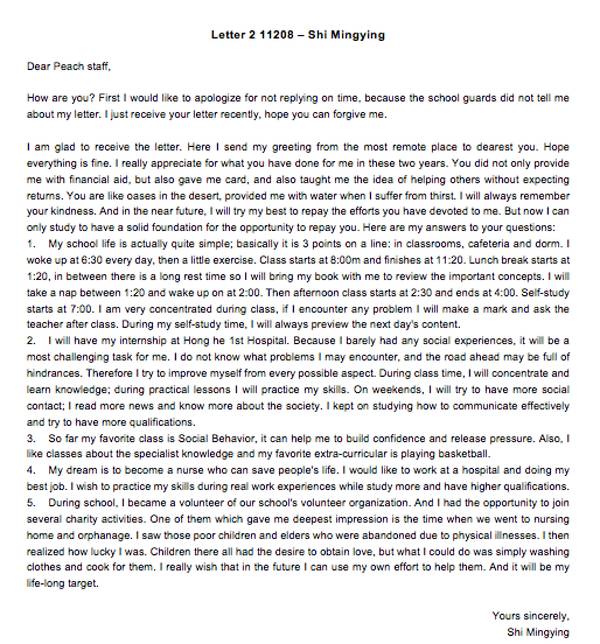 Letter 2 11208 – Shi Mingying
Dear Peach staff,
How are you? First I would like to apologize for not replying on time, because the school guards did not tell me
about my letter. I just receive your letter recently, hope you can forgive me.
I am glad to receive the letter. Here I send my greeting from the most remote place to dearest you. Hope
everything is fine. I really appreciate for what you have done for me in these two years. You did not only provide
me with financial aid, but also gave me card, and also taught me the idea of helping others without expecting
returns. You are like oases in the desert, provided me with water when I suffer from thirst. I will always remember
your kindness. And in the near future, I will try my best to repay the efforts you have devoted to me. But now I can
only study to have a solid foundation for the opportunity to repay you. Here are my answers to your questions:
1. My school life is actually quite simple; basically it is 3 points on a line: in classrooms, cafeteria and dorm. I
woke up at 6:30 every day, then a little exercise. Class starts at 8:00m and finishes at 11:20. Lunch break starts at
1:20, in between there is a long rest time so I will bring my book with me to review the important concepts. I will
take a nap between 1:20 and wake up on at 2:00. Then afternoon class starts at 2:30 and ends at 4:00. Self-study
starts at 7:00. I am very concentrated during class, if I encounter any problem I will make a mark and ask the
teacher after class. During my self-study time, I will always preview the next day's content.
2. I will have my internship at Hong he 1st Hospital. Because I barely had any social experiences, it will be a
most challenging task for me. I do not know what problems I may encounter, and the road ahead may be full of
hindrances. Therefore I try to improve myself from every possible aspect. During class time, I will concentrate and
learn knowledge; during practical lessons I will practice my skills. On weekends, I will try to have more social
contact; I read more news and know more about the society. I kept on studying how to communicate effectively
and try to have more qualifications.
3. So far my favorite class is Social Behavior, it can help me to build confidence and release pressure. Also, I
like classes about the specialist knowledge and my favorite extra-curricular is playing basketball.
4. My dream is to become a nurse who can save people's life. I would like to work at a hospital and doing my
best job. I wish to practice my skills during real work experiences while study more and have higher qualifications.
5. During school, I became a volunteer of our school's volunteer organization. And I had the opportunity to join
several charity activities. One of them which gave me deepest impression is the time when we went to nursing
home and orphanage. I saw those poor children and elders who were abandoned due to physical illnesses. I then
realized how lucky I was. Children there all had the desire to obtain love, but what I could do was simply washing
clothes and cook for them. I really wish that in the future I can use my own effort to help them. And it will be my
life-long target.
Yours sincerely,
Shi Mingying